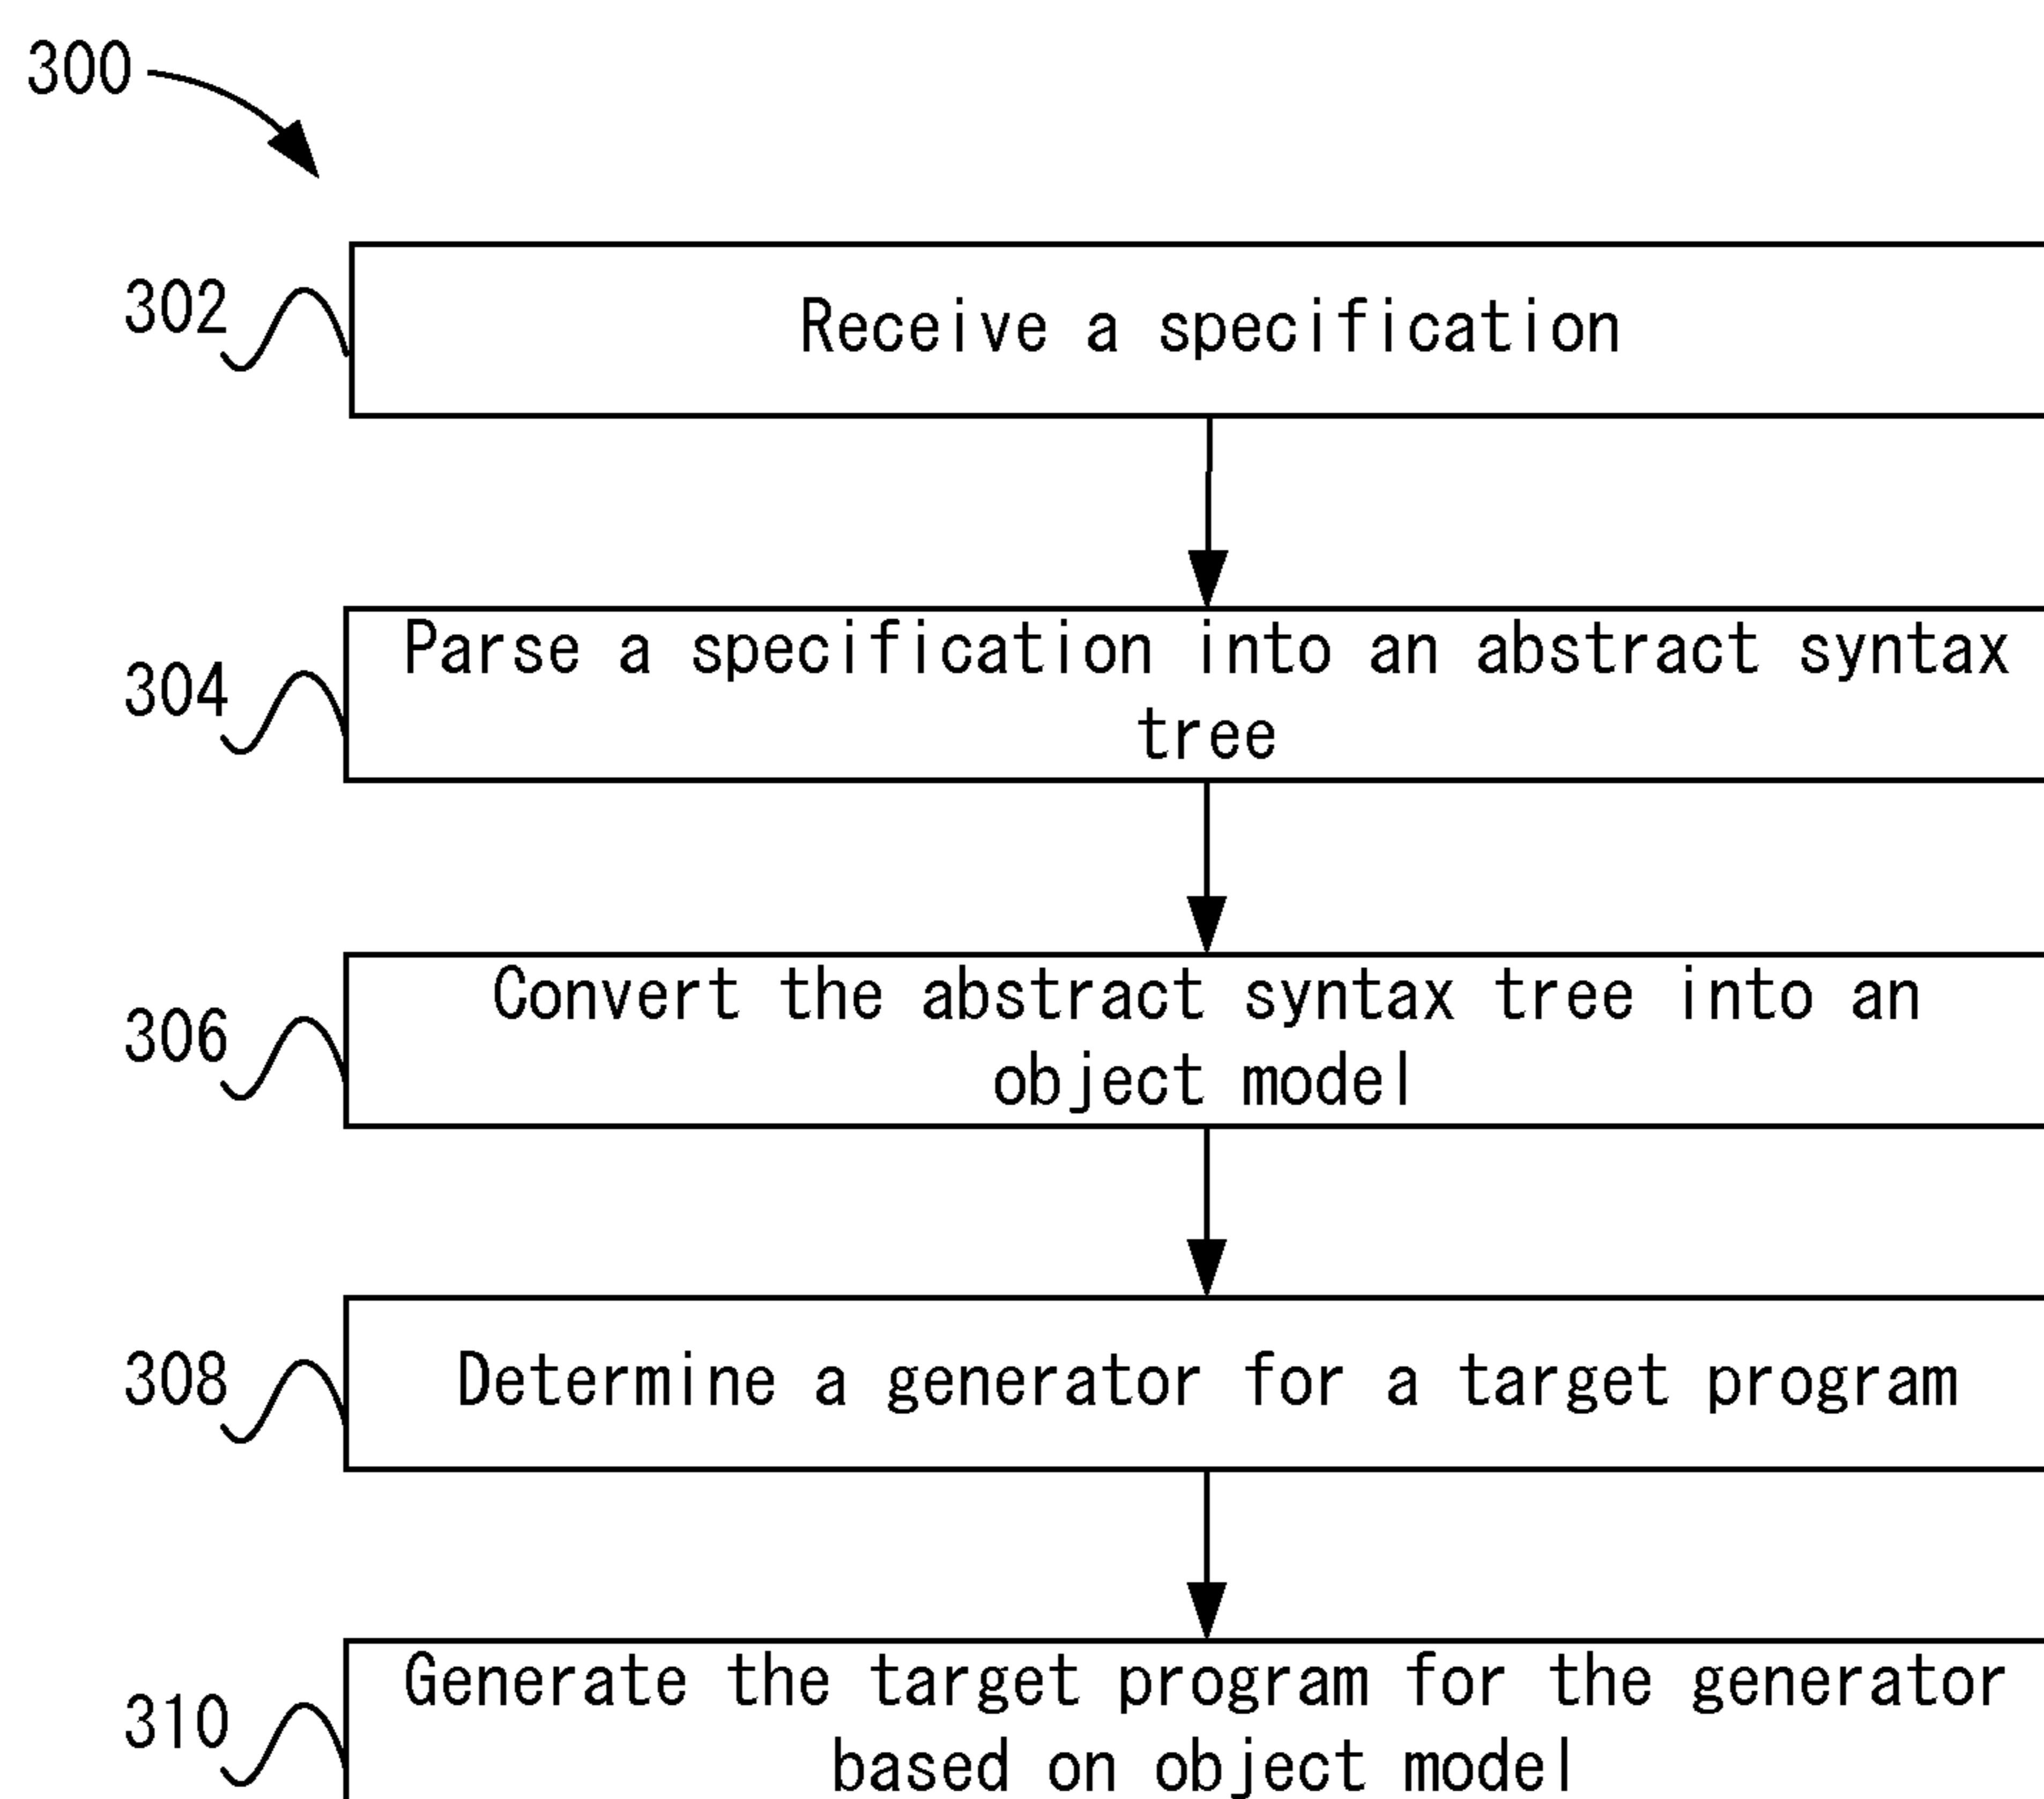 300
302
Receive a specification
304
Parse a specification into an abstract syntax
tree
306
Convert the abstract syntax tree into an
object model
308
Determine a generator for a target program
310
Generate the target program for the generator
based on object model